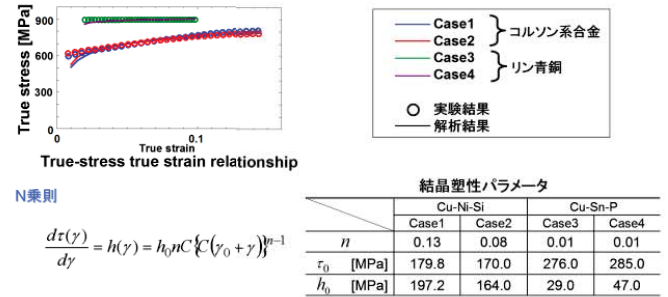 True stress [MPa]
900
600
300
0
0
0.1
True strain
True-stress true strain relationship
Case1
Case2
コルソン系合金
Case3
Case4
リン青銅
実験結果
解析結果
N乗則
dτ(γ)/dγ = h(γ) = h₀nC{C(γ₀ + γ)}ⁿ⁻¹
結晶塑性パラメータ
Cu-Ni-Si Cu-Sn-P
Case1 Case2 Case3 Case4
n 0.13 0.08 0.01 0.01
τ₀ [MPa] 179.8 170.0 276.0 285.0
h₀ [MPa] 197.2 164.0 29.0 47.0